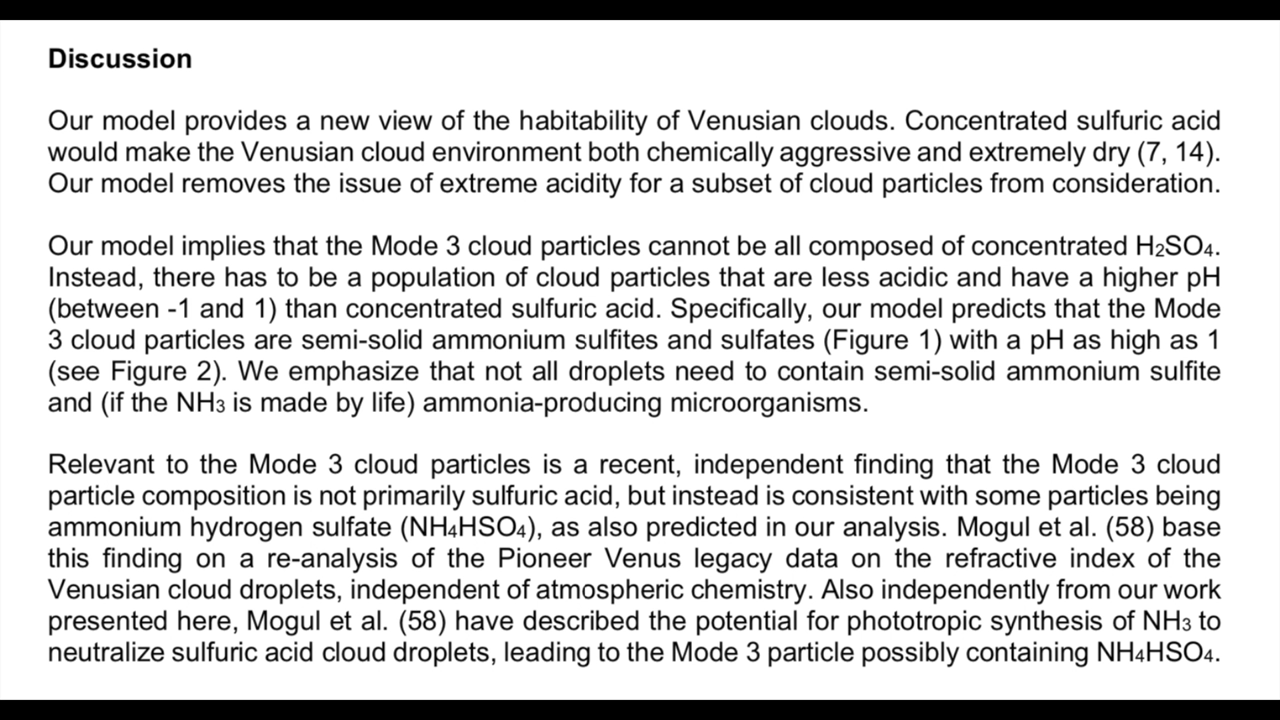 Discussion
Our model provides a new view of the habitability of Venusian clouds. Concentrated sulfuric acid
would make the Venusian cloud environment both chemically aggressive and extremely dry (7, 14).
Our model removes the issue of extreme acidity for a subset of cloud particles from consideration.
Our model implies that the Mode 3 cloud particles cannot be all composed of concentrated H₂SO₄.
Instead, there has to be a population of cloud particles that are less acidic and have a higher pH
(between -1 and 1) than concentrated sulfuric acid. Specifically, our model predicts that the Mode
3 cloud particles are semi-solid ammonium sulfites and sulfates (Figure 1) with a pH as high as 1
(see Figure 2). We emphasize that not all droplets need to contain semi-solid ammonium sulfite
and (if the NH₃ is made by life) ammonia-producing microorganisms.
Relevant to the Mode 3 cloud particles is a recent, independent finding that the Mode 3 cloud
particle composition is not primarily sulfuric acid, but instead is consistent with some particles being
ammonium hydrogen sulfate (NH₄HSO₄), as also predicted in our analysis. Mogul et al. (58) base
this finding on a re-analysis of the Pioneer Venus legacy data on the refractive index of the
Venusian cloud droplets, independent of atmospheric chemistry. Also independently from our work
presented here, Mogul et al. (58) have described the potential for phototropic synthesis of NH₃ to
neutralize sulfuric acid cloud droplets, leading to the Mode 3 particle possibly containing NH₄HSO₄.